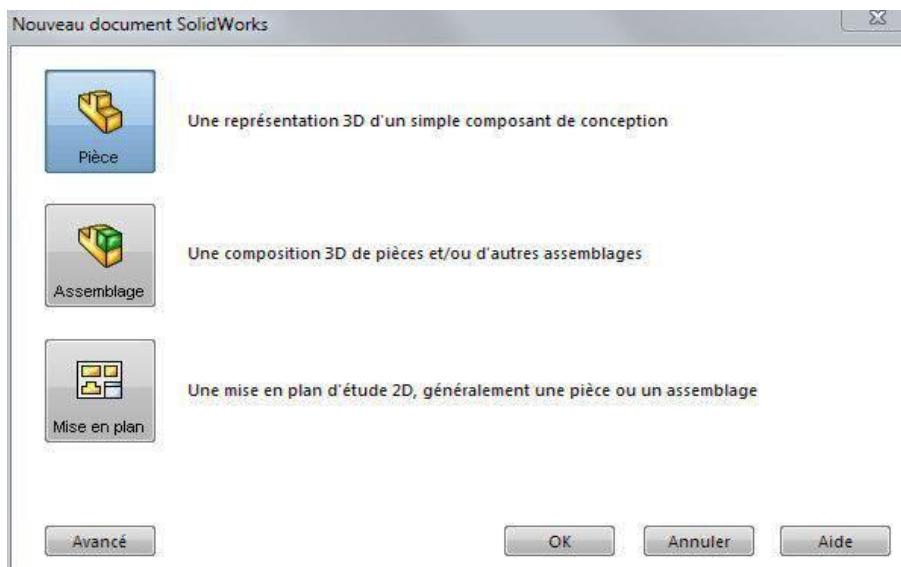 Nouveau document SolidWorks
Pièce
Une représentation 3D d'un simple composant de conception
Assemblage
Une composition 3D de pièces et/ou d'autres assemblages
Mise en plan
Une mise en plan d'étude 2D, généralement une pièce ou un assemblage
Avancé
OK
Annuler
Aide